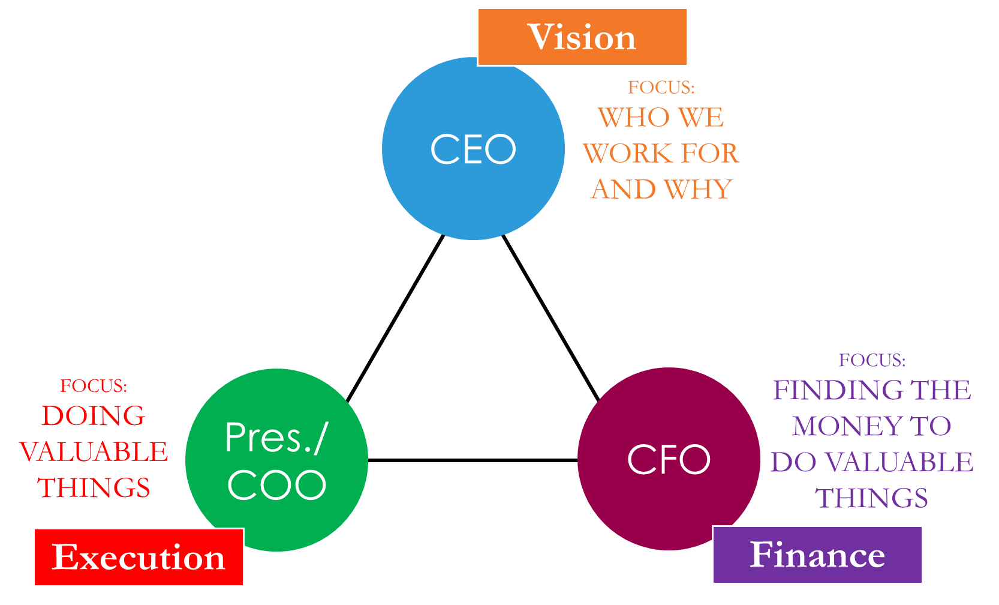 Vision
FOCUS:
WHO WE
WORK FOR
AND WHY
CEO
FOCUS:
DOING
VALUABLE
THINGS
Pres./
COO
Execution
CFO
FOCUS:
FINDING THE
MONEY TO
DO VALUABLE
THINGS
Finance